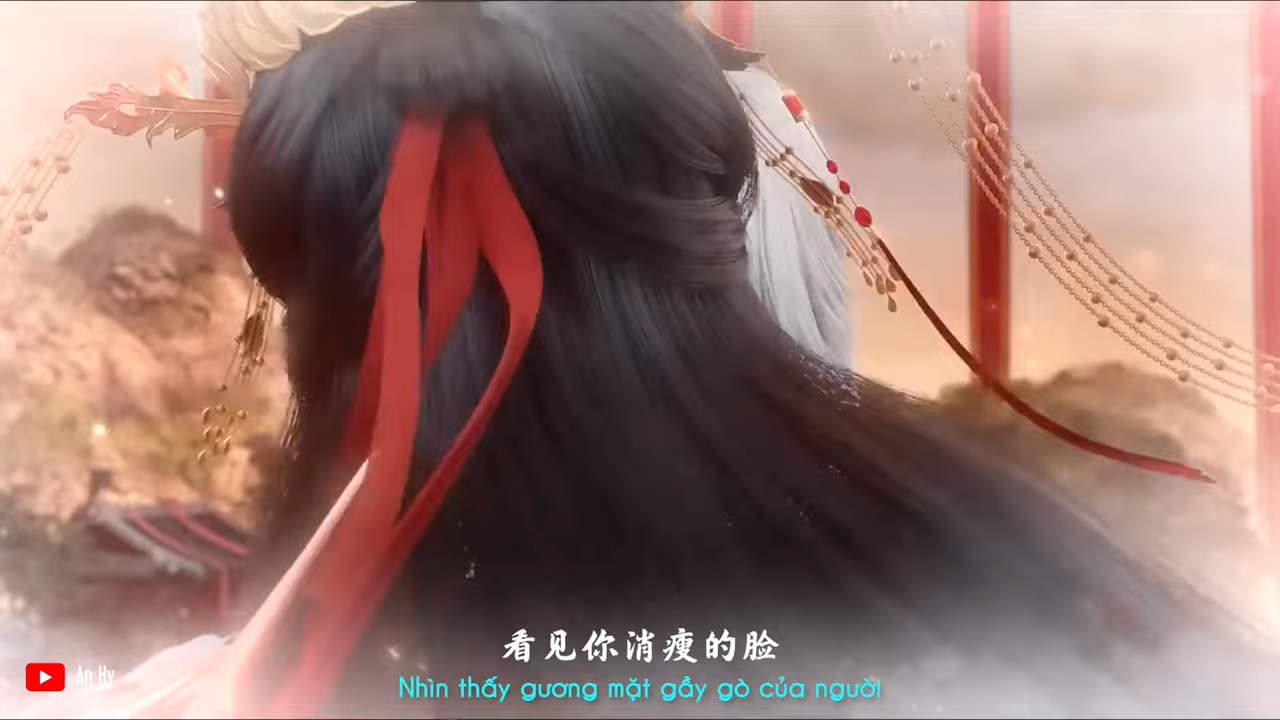 看见你消瘦的脸
Nhìn thấy gương mặt gầy gò của người
An Hy